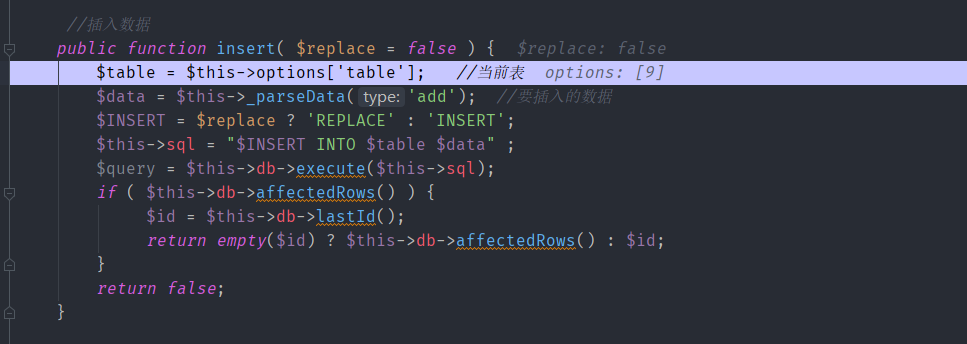 //插入数据
public function insert( $replace = false ) {  $replace: false
$table = $this->options['table'];   //当前表  options: [9]
$data = $this->_parseData( type: 'add');  //要插入的数据
$INSERT = $replace ? 'REPLACE' : 'INSERT';
$this->sql = "$INSERT INTO $table $data" ;
$query = $this->db->execute($this->sql);
if ( $this->db->affectedRows() ) {
$id = $this->db->lastId();
return empty($id) ? $this->db->affectedRows() : $id;
}
return false;
}